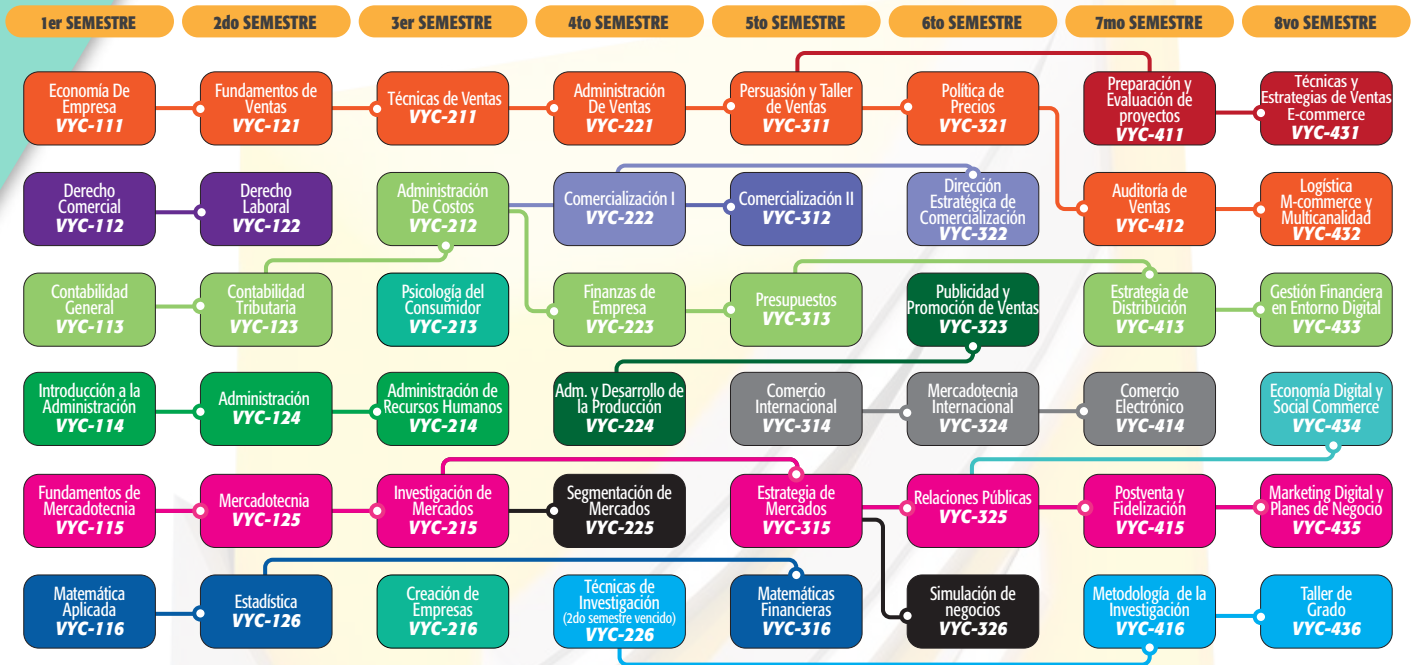 1er SEMESTRE
2do SEMESTRE
3er SEMESTRE
4to SEMESTRE
5to SEMESTRE
6to SEMESTRE
7mo SEMESTRE
8vo SEMESTRE
Economía De
Empresa
VYC-111
Fundamentos de
Ventas
VYC-121
Técnicas de Ventas
VYC-211
Administración
De Ventas
VYC-221
Persuasión y Taller
de Ventas
VYC-311
Política de
Precios
VYC-321
Preparación y
Evaluación de
proyectos
VYC-411
Técnicas y
Estrategias de Ventas
E-commerce
VYC-431
Derecho
Comercial
VYC-112
Derecho
Laboral
VYC-122
Administración
De Costos
VYC-212
Comercialización I
VYC-222
Comercialización II
VYC-312
Dirección
Estratégica de
Comercialización
VYC-322
Auditoría de
Ventas
VYC-412
Logística
M-commerce y
Multicanalidad
VYC-432
Contabilidad
General
VYC-113
Contabilidad
Tributaria
VYC-123
Psicología del
Consumidor
VYC-213
Finanzas de
Empresa
VYC-223
Presupuestos
VYC-313
Publicidad y
Promoción de Ventas
VYC-323
Estrategia de
Distribución
VYC-413
Gestión Financiera
en Entorno Digital
VYC-433
Introducción a la
Administración
VYC-114
Administración
VYC-124
Administración de
Recursos Humanos
VYC-214
Adm. y Desarrollo de
la Producción
VYC-224
Comercio
Internacional
VYC-314
Mercadotecnia
Internacional
VYC-324
Comercio
Electrónico
VYC-414
Economía Digital y
Social Commerce
VYC-434
Fundamentos de
Mercadotecnia
VYC-115
Mercadotecnia
VYC-125
Investigación de
Mercados
VYC-215
Segmentación de
Mercados
VYC-225
Estrategia de
Mercados
VYC-315
Relaciones Públicas
VYC-325
Postventa y
Fidelización
VYC-415
Marketing Digital y
Planes de Negocio
VYC-435
Matemática
Aplicada
VYC-116
Estadística
VYC-126
Creación de
Empresas
VYC-216
Técnicas de
Investigación
(2do semestre vencido)
VYC-226
Matemáticas
Financieras
VYC-316
Simulación de
negocios
VYC-326
Metodología de la
Investigación
VYC-416
Taller de
Grado
VYC-436